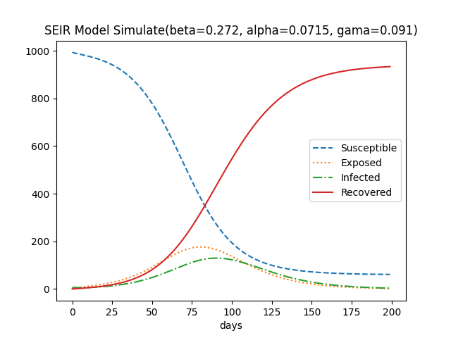 SEIR Model Simulate(beta=0.272, alpha=0.0715, gama=0.091)
1000
800
600
400
200
0
Susceptible
Exposed
Infected
Recovered
0 25 50 75 100 125 150 175 200
days